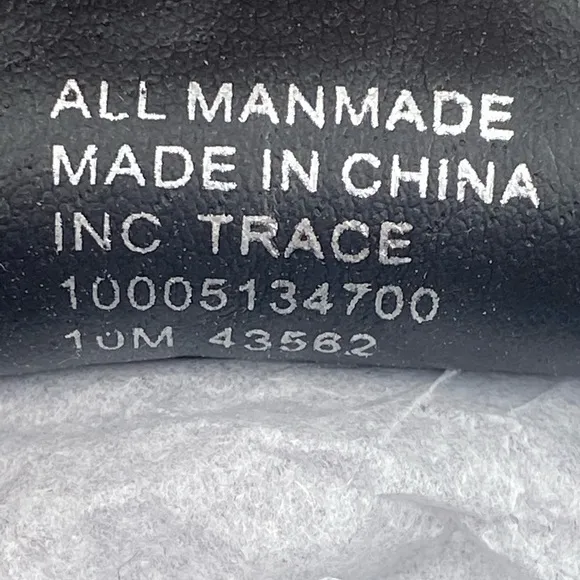 ALL MANMADE
MADE IN CHINA
INC TRACE
10005134700
10M 43562